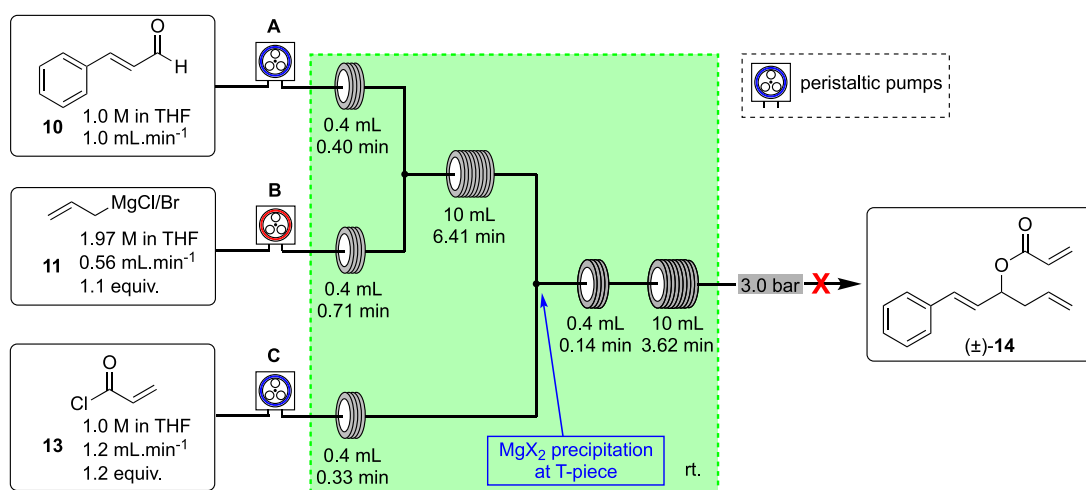 A
O
H
10
1.0 M in THF
1.0 mL.min⁻¹
0.4 mL
0.40 min
peristaltic pumps
B
MgCl/Br
11
1.97 M in THF
0.56 mL.min⁻¹
1.1 equiv.
0.4 mL
0.71 min
10 mL
6.41 min
C
O
Cl
13
1.0 M in THF
1.2 mL.min⁻¹
1.2 equiv.
0.4 mL
0.33 min
MgX₂ precipitation
at T-piece
0.4 mL
0.14 min
10 mL
3.62 min
rt.
3.0 bar
X
O
O
(±)-14